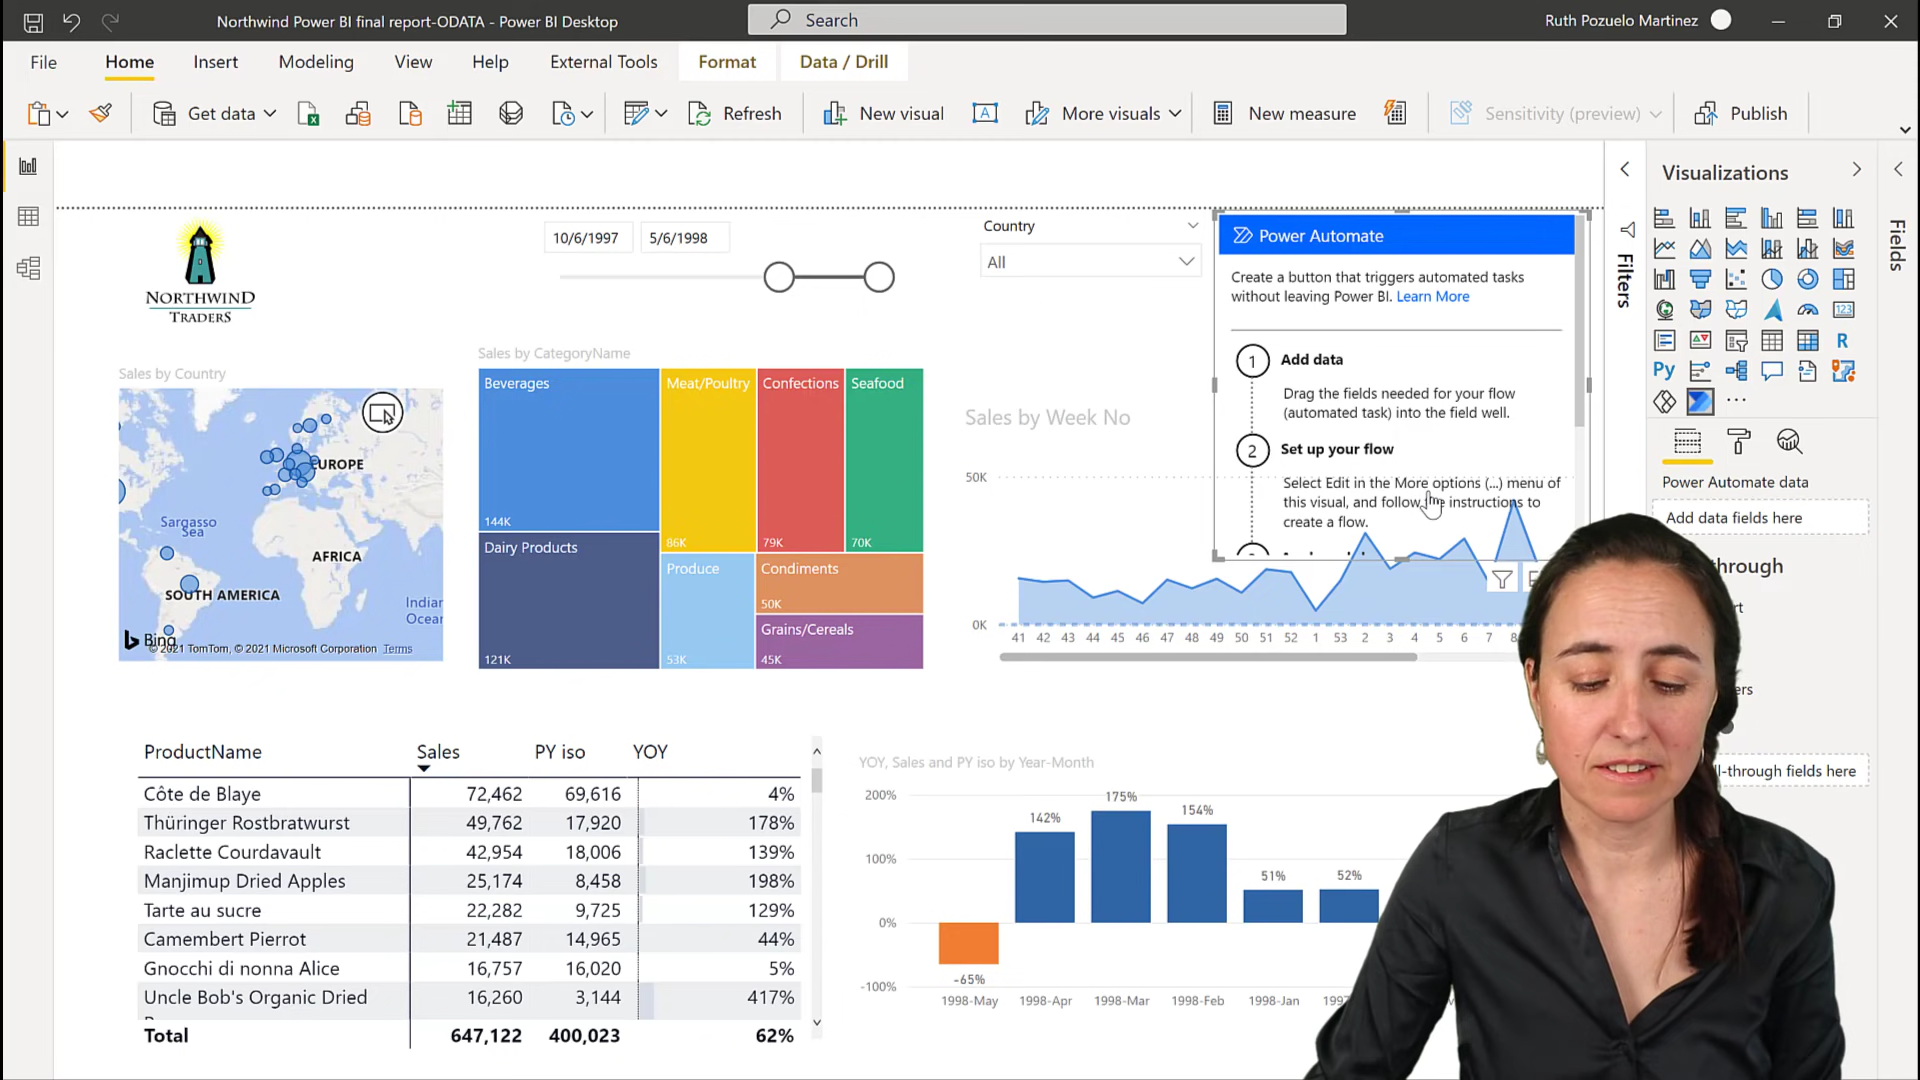 Northwind Power BI final report-ODATA - Power BI Desktop
Search
Ruth Pozuelo Martinez
File Home Insert Modeling View Help External Tools Format Data / Drill
Get data Refresh New visual More visuals New measure Sensitivity (preview) Publish
NORTHWIND
TRADERS
10/6/1997 5/6/1998
Country
All
Power Automate
Create a button that triggers automated tasks
without leaving Power BI. Learn More
1 Add data
Drag the fields needed for your flow
(automated task) into the field well.
2 Set up your flow
Select Edit in the More options (...) menu of
this visual, and follow the instructions to
create a flow.
Filters
Visualizations
Fields
123
R
Py
Power Automate data
Add data fields here
through
ll-through fields here
Sales by Country
EUROPE
Sargasso
Sea
AFRICA
SOUTH AMERICA
Indian
Ocean
Bing
© 2021 TomTom, © 2021 Microsoft Corporation Terms
Sales by CategoryName
Beverages
144K
Dairy Products
121K
Meat/Poultry
86K
Confections
79K
Seafood
70K
Produce
53K
Condiments
50K
Grains/Cereals
45K
Sales by Week No
50K
0K
41 42 43 44 45 46 47 48 49 50 51 52 1 53 2 3 4 5 6 7 8
ProductName Sales PY iso YOY
Côte de Blaye 72,462 69,616 4%
Thüringer Rostbratwurst 49,762 17,920 178%
Raclette Courdavault 42,954 18,006 139%
Manjimup Dried Apples 25,174 8,458 198%
Tarte au sucre 22,282 9,725 129%
Camembert Pierrot 21,487 14,965 44%
Gnocchi di nonna Alice 16,757 16,020 5%
Uncle Bob's Organic Dried 16,260 3,144 417%
Total 647,122 400,023 62%
YOY, Sales and PY iso by Year-Month
200%
100%
0%
-100%
-65% 142% 175% 154% 51% 52%
1998-May 1998-Apr 1998-Mar 1998-Feb 1998-Jan